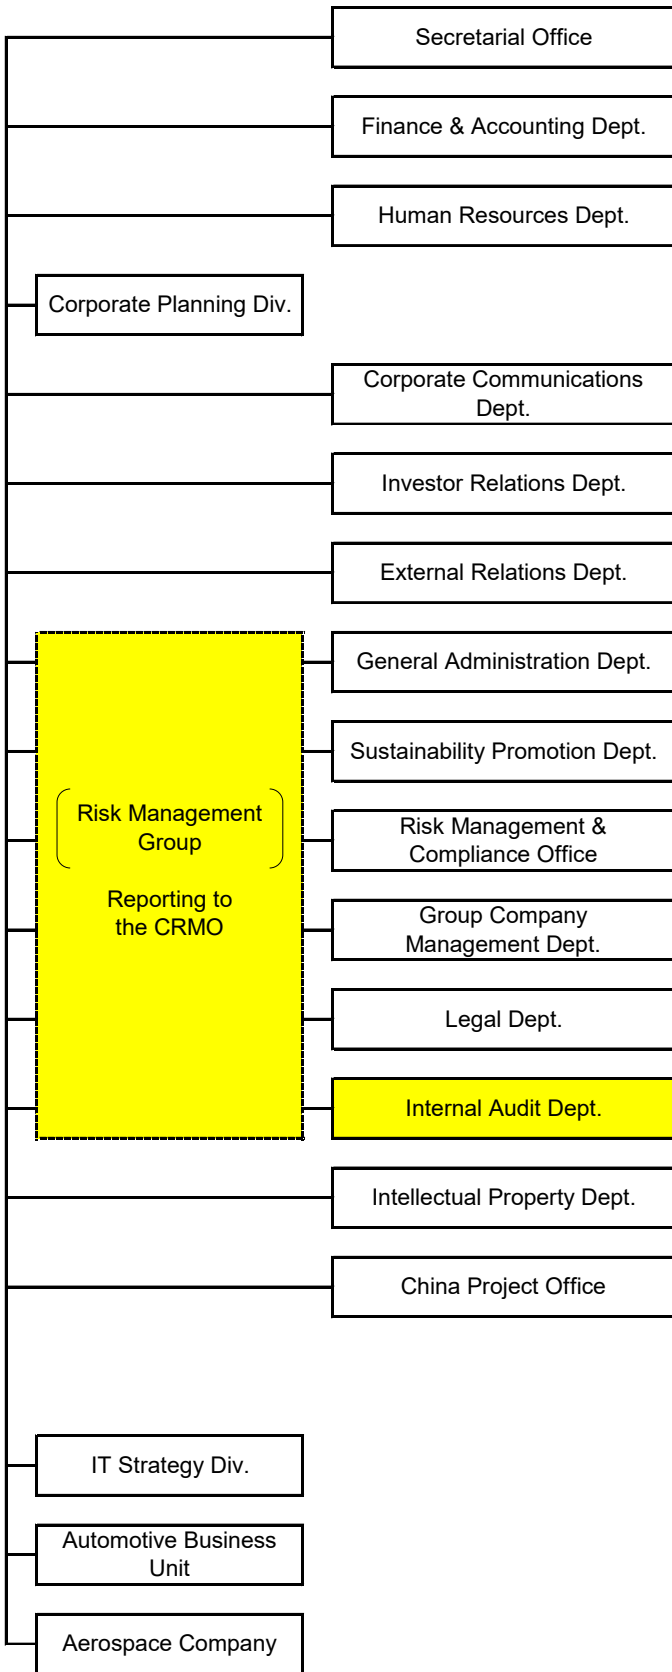 Secretarial Office
Finance & Accounting Dept.
Human Resources Dept.
Corporate Planning Div.
Corporate Communications
Dept.
Investor Relations Dept.
External Relations Dept.
General Administration Dept.
Sustainability Promotion Dept.
Risk Management
Group
Reporting to
the CRMO
Risk Management &
Compliance Office
Group Company
Management Dept.
Legal Dept.
Internal Audit Dept.
Intellectual Property Dept.
China Project Office
IT Strategy Div.
Automotive Business
Unit
Aerospace Company